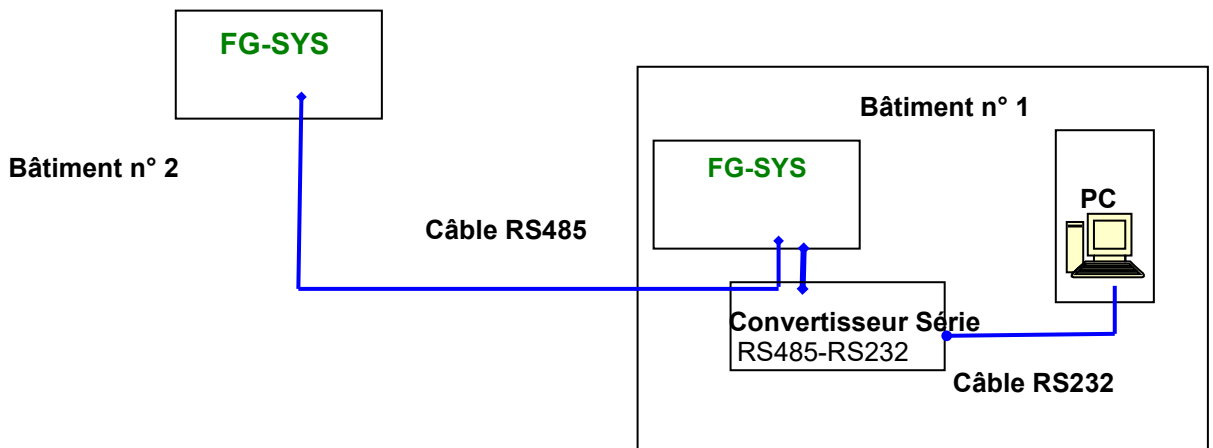 FG-SYS
Bâtiment n° 1
Bâtiment n° 2
FG-SYS
PC
Câble RS485
Convertisseur Série
RS485-RS232
Câble RS232